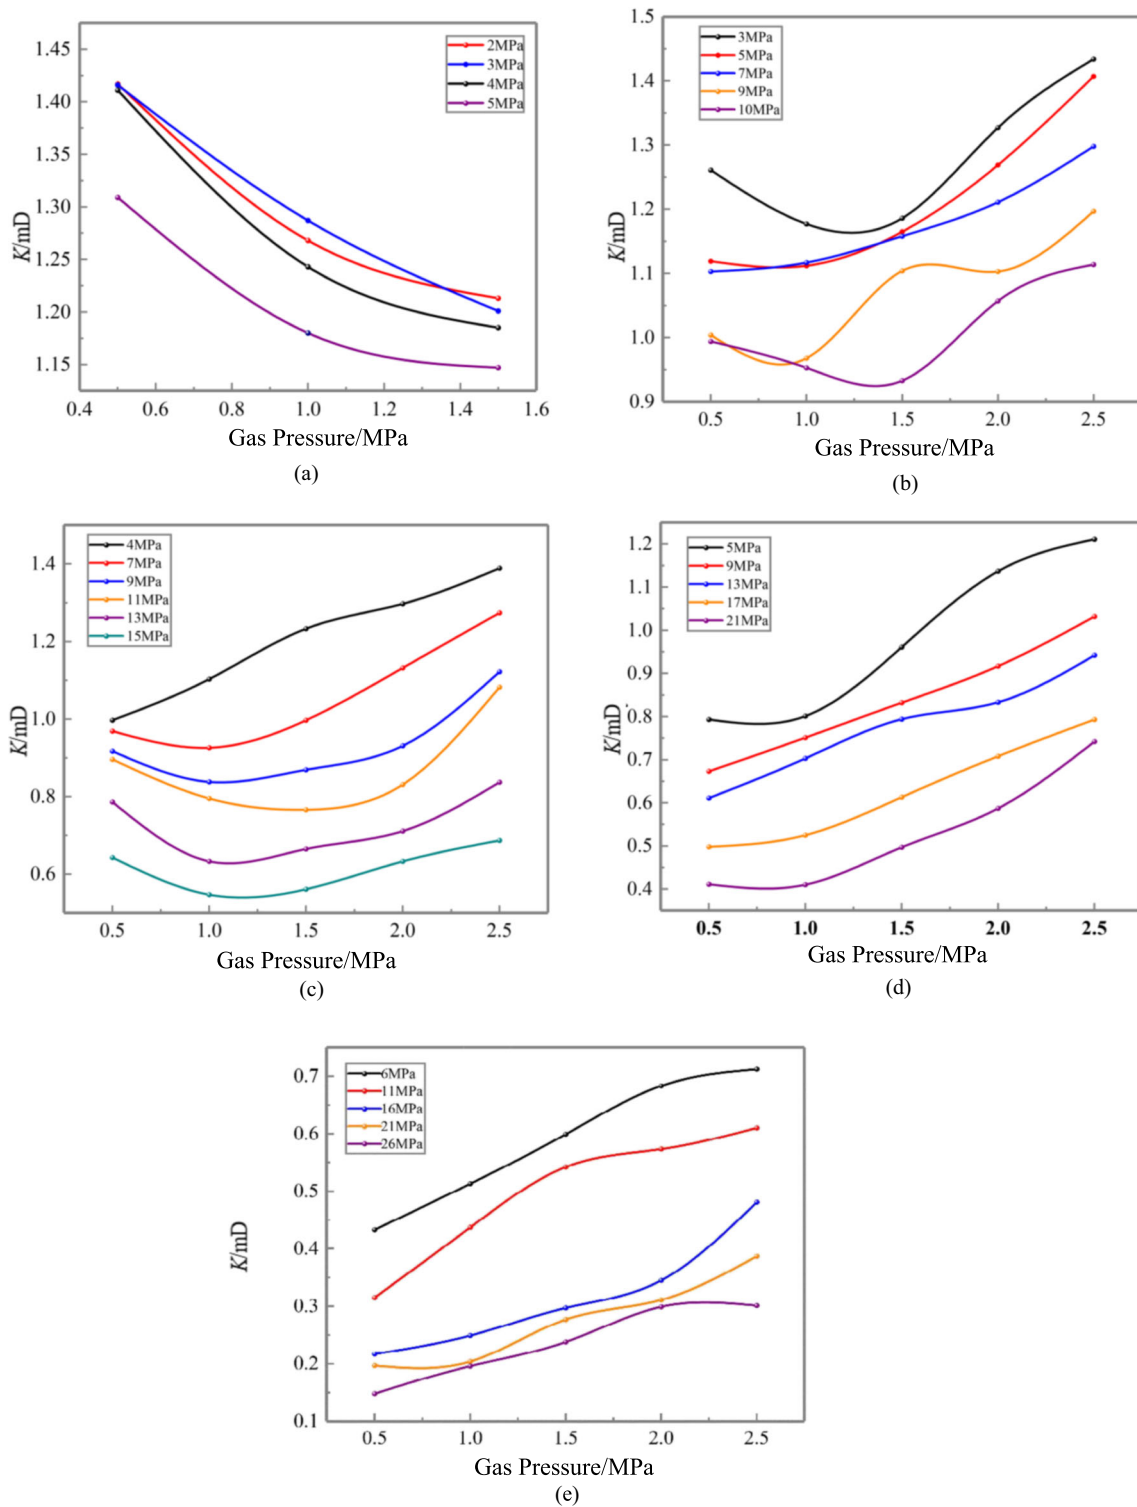 1.45
1.40
1.35
1.30
1.25
1.20
1.15
K/mD
2MPa
3MPa
4MPa
5MPa
0.4 0.6 0.8 1.0 1.2 1.4 1.6
Gas Pressure/MPa
(a)
1.5
1.4
1.3
1.2
1.1
1.0
0.9
K/mD
3MPa
5MPa
7MPa
9MPa
10MPa
0.5 1.0 1.5 2.0 2.5
Gas Pressure/MPa
(b)
1.4
1.2
1.0
0.8
0.6
K/mD
4MPa
7MPa
9MPa
11MPa
13MPa
15MPa
0.5 1.0 1.5 2.0 2.5
Gas Pressure/MPa
(c)
1.2
1.1
1.0
0.9
0.8
0.7
0.6
0.5
0.4
K/mD
5MPa
9MPa
13MPa
17MPa
21MPa
0.5 1.0 1.5 2.0 2.5
Gas Pressure/MPa
(d)
0.7
0.6
0.5
0.4
0.3
0.2
0.1
K/mD
6MPa
11MPa
16MPa
21MPa
26MPa
0.5 1.0 1.5 2.0 2.5
Gas Pressure/MPa
(e)